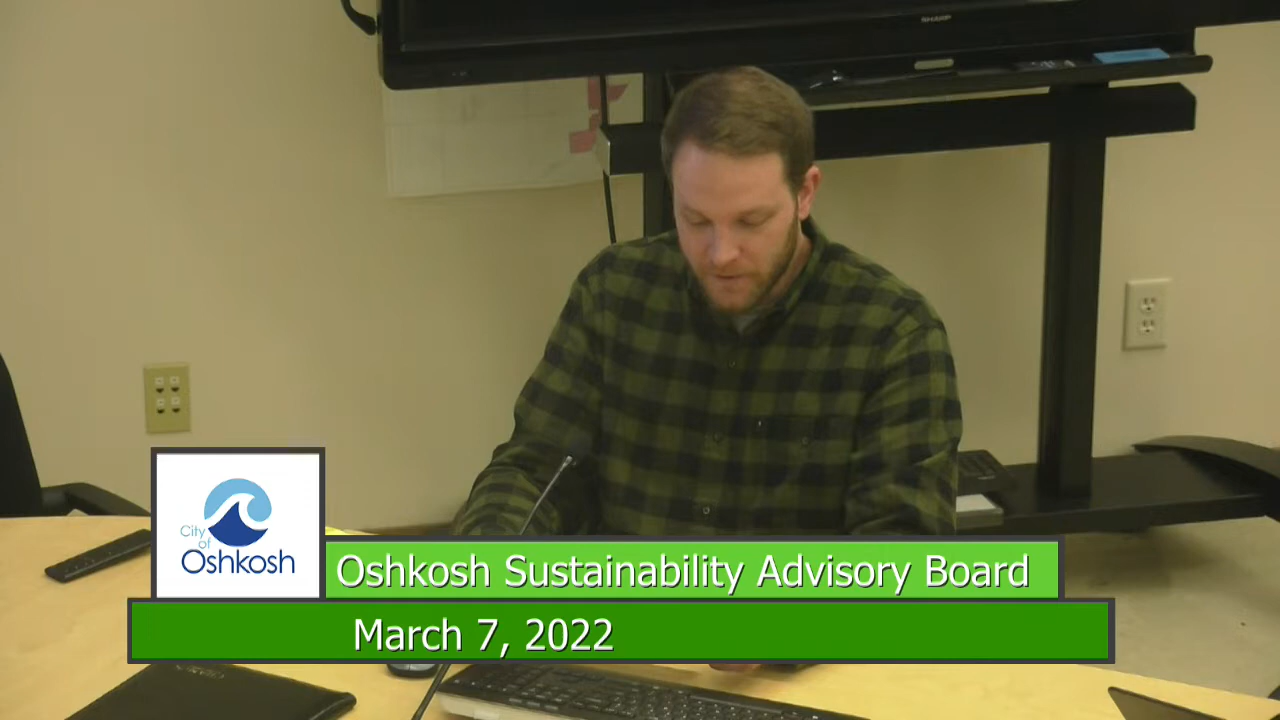 SHARP
City
of
Oshkosh
Oshkosh Sustainability Advisory Board
March 7, 2022